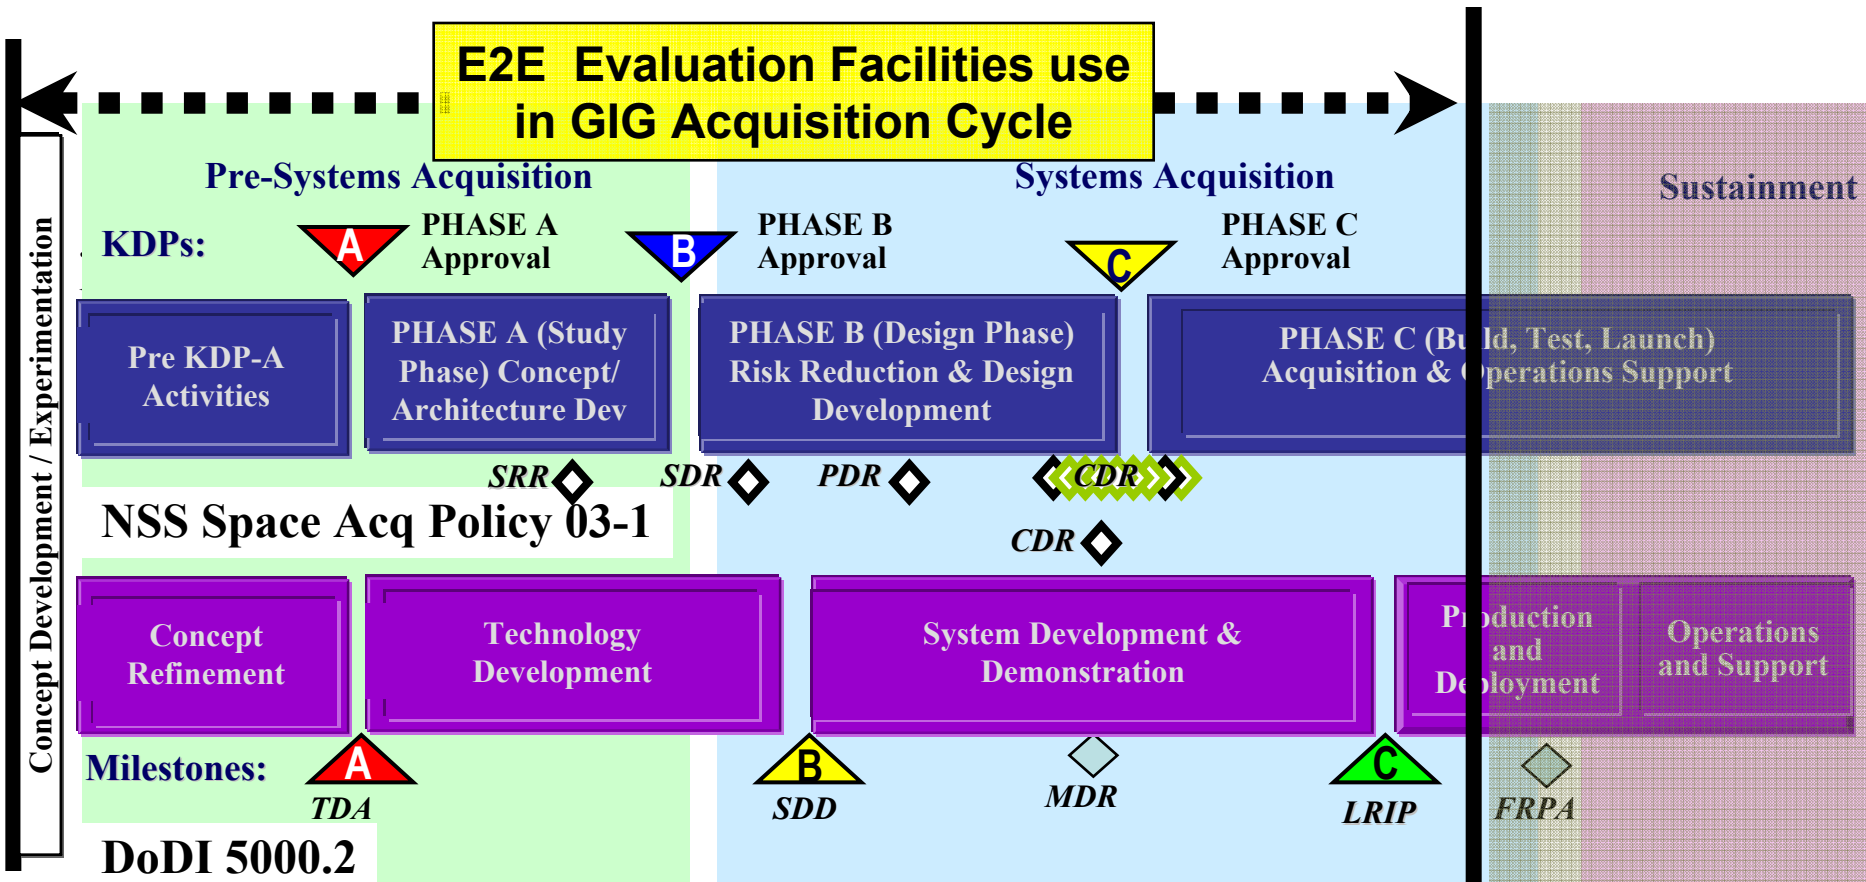 E2E Evaluation Facilities use
in GIG Acquisition Cycle
Pre-Systems Acquisition
Systems Acquisition
Sustainment
Concept Development / Experimentation
KDPs:
A
PHASE A
Approval
B
PHASE B
Approval
C
PHASE C
Approval
Pre KDP-A
Activities
PHASE A (Study
Phase) Concept/
Architecture Dev
PHASE B (Design Phase)
Risk Reduction & Design
Development
PHASE C (Build, Test, Launch)
Acquisition & Operations Support
SRR
SDR
PDR
CDR
NSS Space Acq Policy 03-1
CDR
Concept
Refinement
Technology
Development
System Development &
Demonstration
Production
and
Deployment
Operations
and Support
Milestones:
A
TDA
B
SDD
MDR
C
LRIP
FRPA
DoDI 5000.2